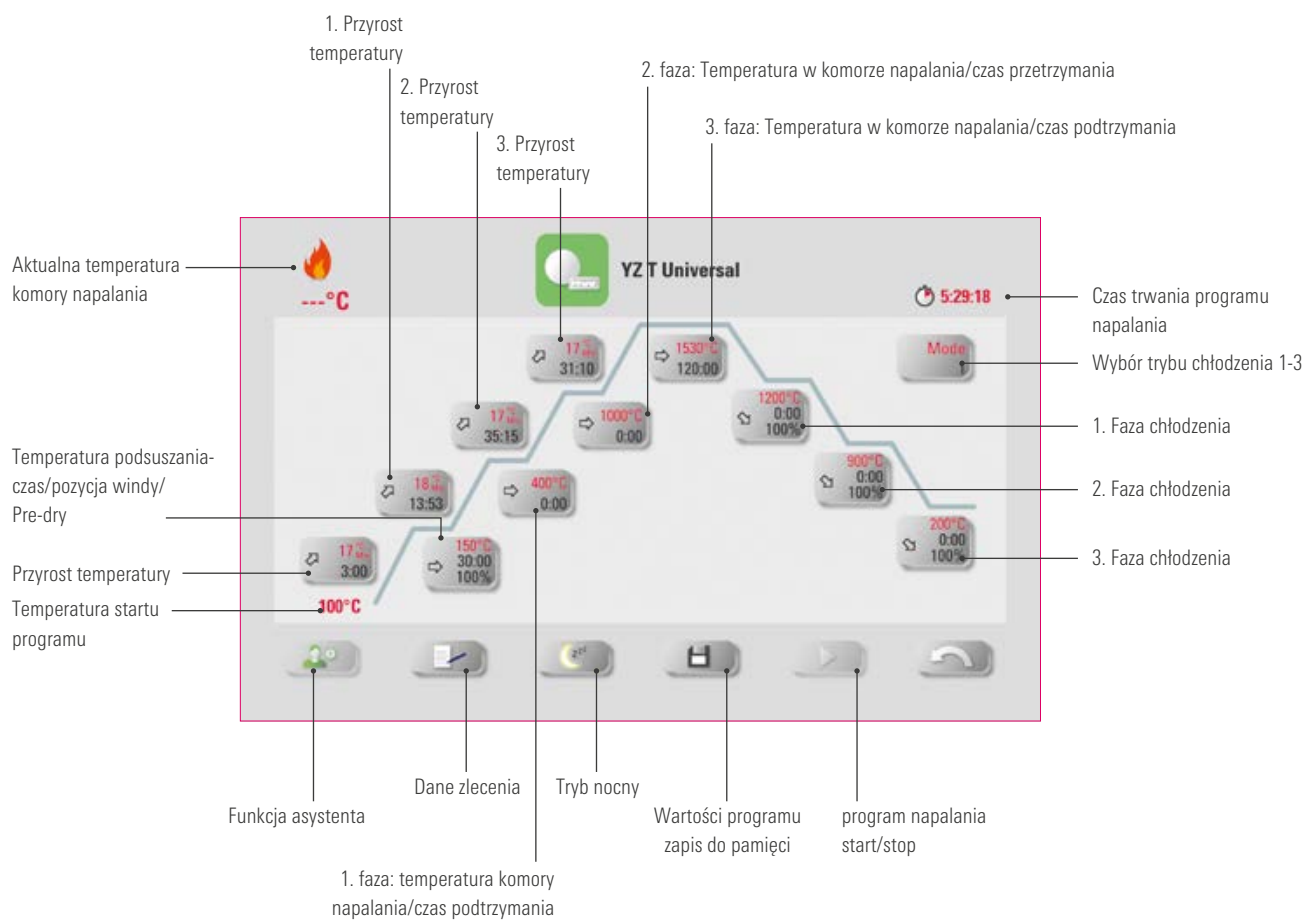 1. Przyrost
temperatury
2. Przyrost
temperatury
3. Przyrost
temperatury
2. faza: Temperatura w komorze napalania/czas przetrzymania
3. faza: Temperatura w komorze napalania/czas podtrzymania
Aktualna temperatura
komory napalania
---°C
YZ T Universal
5:29:18
Czas trwania programu
napalania
Mode
1
Wybór trybu chłodzenia 1-3
17 °C/Min
31:10
1530°C
120:00
17 °C/Min
35:15
1000°C
0:00
1200°C
0:00
100%
1. Faza chłodzenia
Temperatura podsuszania-
czas/pozycja windy/
Pre-dry
18 °C/Min
13:53
400°C
0:00
900°C
0:00
100%
2. Faza chłodzenia
17 °C/Min
3:00
150°C
30:00
100%
200°C
0:00
100%
3. Faza chłodzenia
Przyrost temperatury
Temperatura startu
programu
100°C
zzz
Funkcja asystenta
Dane zlecenia
Tryb nocny
Wartości programu
zapis do pamięci
program napalania
start/stop
1. faza: temperatura komory
napalania/czas podtrzymania